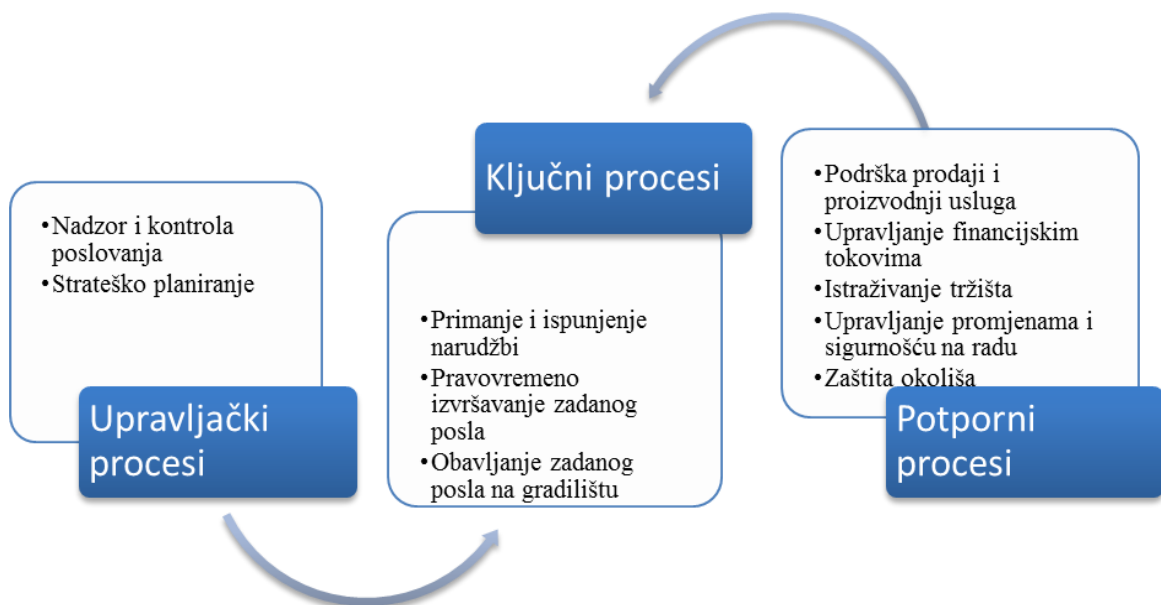 •Nadzor i kontrola
poslovanja
•Strateško planiranje
Upravljački
procesi
Ključni procesi
•Primanje i ispunjenje
narudžbi
•Pravovremeno
izvršavanje zadanog
posla
•Obavljanje zadanog
posla na gradilištu
•Podrška prodaji i
proizvodnji usluga
•Upravljanje financijskim
tokovima
•Istraživanje tržišta
•Upravljanje promjenama i
sigurnošću na radu
•Zaštita okoliša
Potporni
procesi